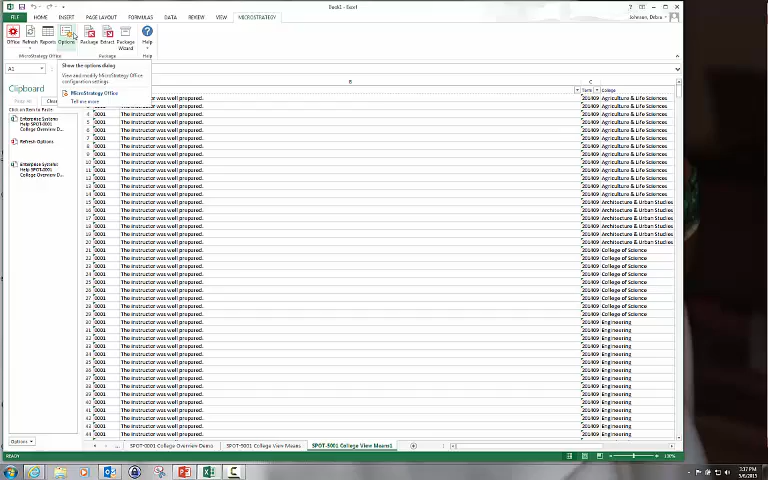 Task1 - Excel
FILE HOME INSERT PAGE LAYOUT FORMULAS DATA REVIEW VIEW MICROSTRATEGY
Johnson, Debra
Office Refresh Reports Options Package Extract Package Wizard Help
MicroStrategy Office Package Help
A1
Show the options dialog
View and modify MicroStrategy Office
configuration settings.
MicroStrategy Office
Tell me more
Clipboard
Click an Item to Paste:
Enterprise Systems
Help SPOT-0001
College Overview D...
Refresh Options
Enterprise Systems
Help SPOT-0001
College Overview D...
B C
Term College
The instructor was well prepared. 201409 Agriculture & Life Sciences
4 0001 The instructor was well prepared. 201409 Agriculture & Life Sciences
5 0001 The instructor was well prepared. 201409 Agriculture & Life Sciences
6 0001 The instructor was well prepared. 201409 Agriculture & Life Sciences
7 0001 The instructor was well prepared. 201409 Agriculture & Life Sciences
8 0001 The instructor was well prepared. 201409 Agriculture & Life Sciences
9 0001 The instructor was well prepared. 201409 Agriculture & Life Sciences
10 0001 The instructor was well prepared. 201409 Agriculture & Life Sciences
11 0001 The instructor was well prepared. 201409 Agriculture & Life Sciences
12 0001 The instructor was well prepared. 201409 Agriculture & Life Sciences
13 0001 The instructor was well prepared. 201409 Agriculture & Life Sciences
14 0001 The instructor was well prepared. 201409 Agriculture & Life Sciences
15 0001 The instructor was well prepared. 201409 Architecture & Urban Studies
16 0001 The instructor was well prepared. 201409 Architecture & Urban Studies
17 0001 The instructor was well prepared. 201409 Architecture & Urban Studies
18 0001 The instructor was well prepared. 201409 Architecture & Urban Studies
19 0001 The instructor was well prepared. 201409 Architecture & Urban Studies
20 0001 The instructor was well prepared. 201409 Architecture & Urban Studies
21 0001 The instructor was well prepared. 201409 College of Science
22 0001 The instructor was well prepared. 201409 College of Science
23 0001 The instructor was well prepared. 201409 College of Science
24 0001 The instructor was well prepared. 201409 College of Science
25 0001 The instructor was well prepared. 201409 College of Science
26 0001 The instructor was well prepared. 201409 College of Science
27 0001 The instructor was well prepared. 201409 College of Science
28 0001 The instructor was well prepared. 201409 College of Science
29 0001 The instructor was well prepared. 201409 College of Science
30 0001 The instructor was well prepared. 201409 Engineering
31 0001 The instructor was well prepared. 201409 Engineering
32 0001 The instructor was well prepared. 201409 Engineering
33 0001 The instructor was well prepared. 201409 Engineering
34 0001 The instructor was well prepared. 201409 Engineering
35 0001 The instructor was well prepared. 201409 Engineering
36 0001 The instructor was well prepared. 201409 Engineering
37 0001 The instructor was well prepared. 201409 Engineering
38 0001 The instructor was well prepared. 201409 Engineering
39 0001 The instructor was well prepared. 201409 Engineering
40 0001 The instructor was well prepared. 201409 Engineering
41 0001 The instructor was well prepared. 201409 Engineering
42 0001 The instructor was well prepared. 201409 Engineering
43 0001 The instructor was well prepared. 201409 Engineering
44 0001 The instructor was well prepared. 201409 Engineering
Options
... SPOT-0001 College Overview Demo SPOT-5001 College View Means SPOT-5001 College View Means1
READY 100%
3:37 PM
5/6/2015